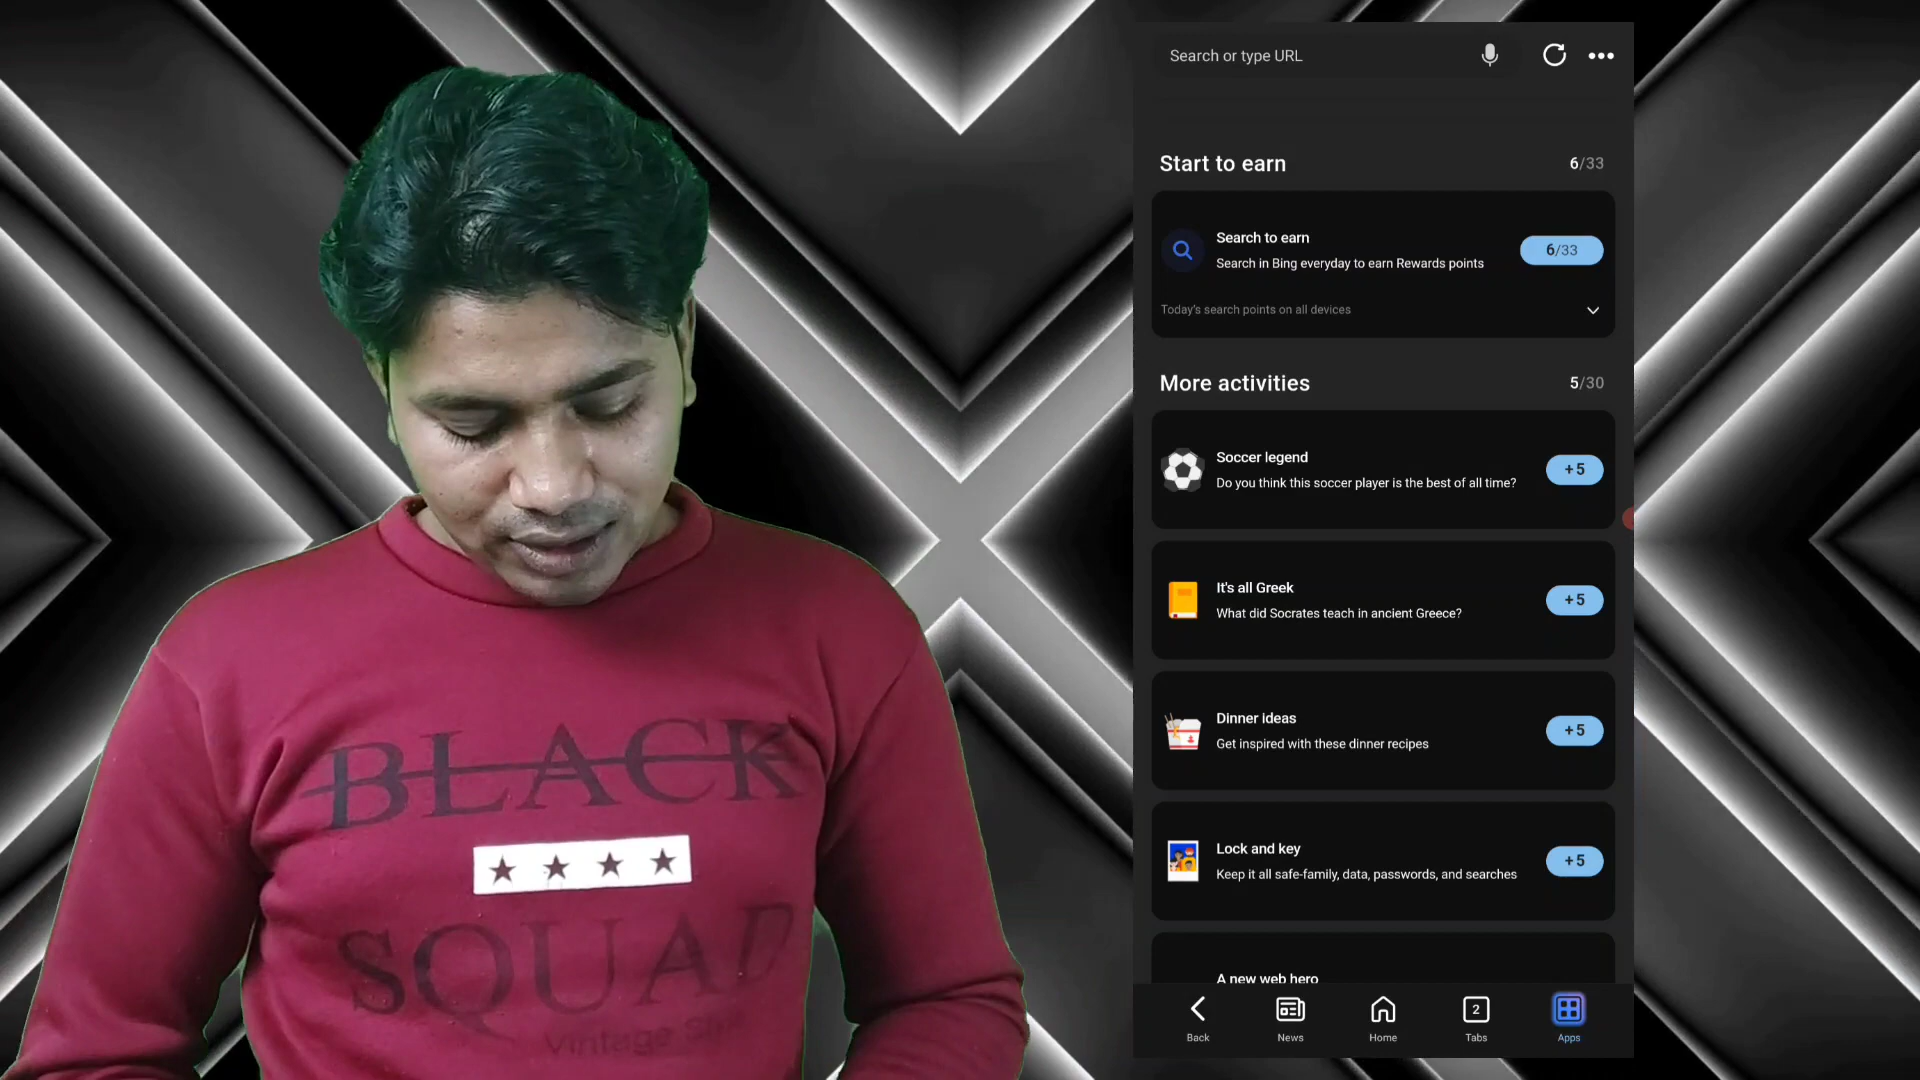 Search or type URL
Start to earn 6/33
Search to earn
Search in Bing everyday to earn Rewards points
6/33
Today's search points on all devices
More activities 5/30
Soccer legend
Do you think this soccer player is the best of all time?
+5
It's all Greek
What did Socrates teach in ancient Greece?
+5
Dinner ideas
Get inspired with these dinner recipes
+5
Lock and key
Keep it all safe-family, data, passwords, and searches
+5
A new web hero
Back
News
Home
2
Tabs
Apps
BLACK
SQUAD
Vintage